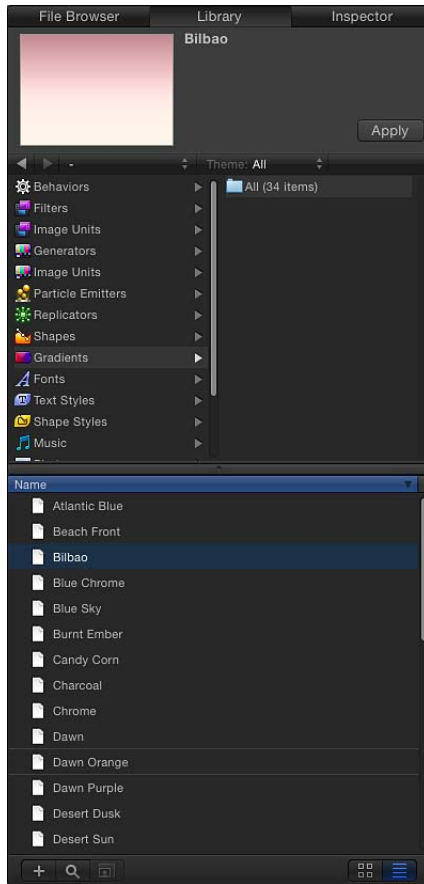 File Browser Library Inspector
Bilbao
Apply
- Theme: All
Behaviors
All (34 items)
Filters
Image Units
Generators
Image Units
Particle Emitters
Replicators
Shapes
Gradients
Fonts
Text Styles
Shape Styles
Music
Name
Atlantic Blue
Beach Front
Bilbao
Blue Chrome
Blue Sky
Burnt Ember
Candy Corn
Charcoal
Chrome
Dawn
Dawn Orange
Dawn Purple
Desert Dusk
Desert Sun